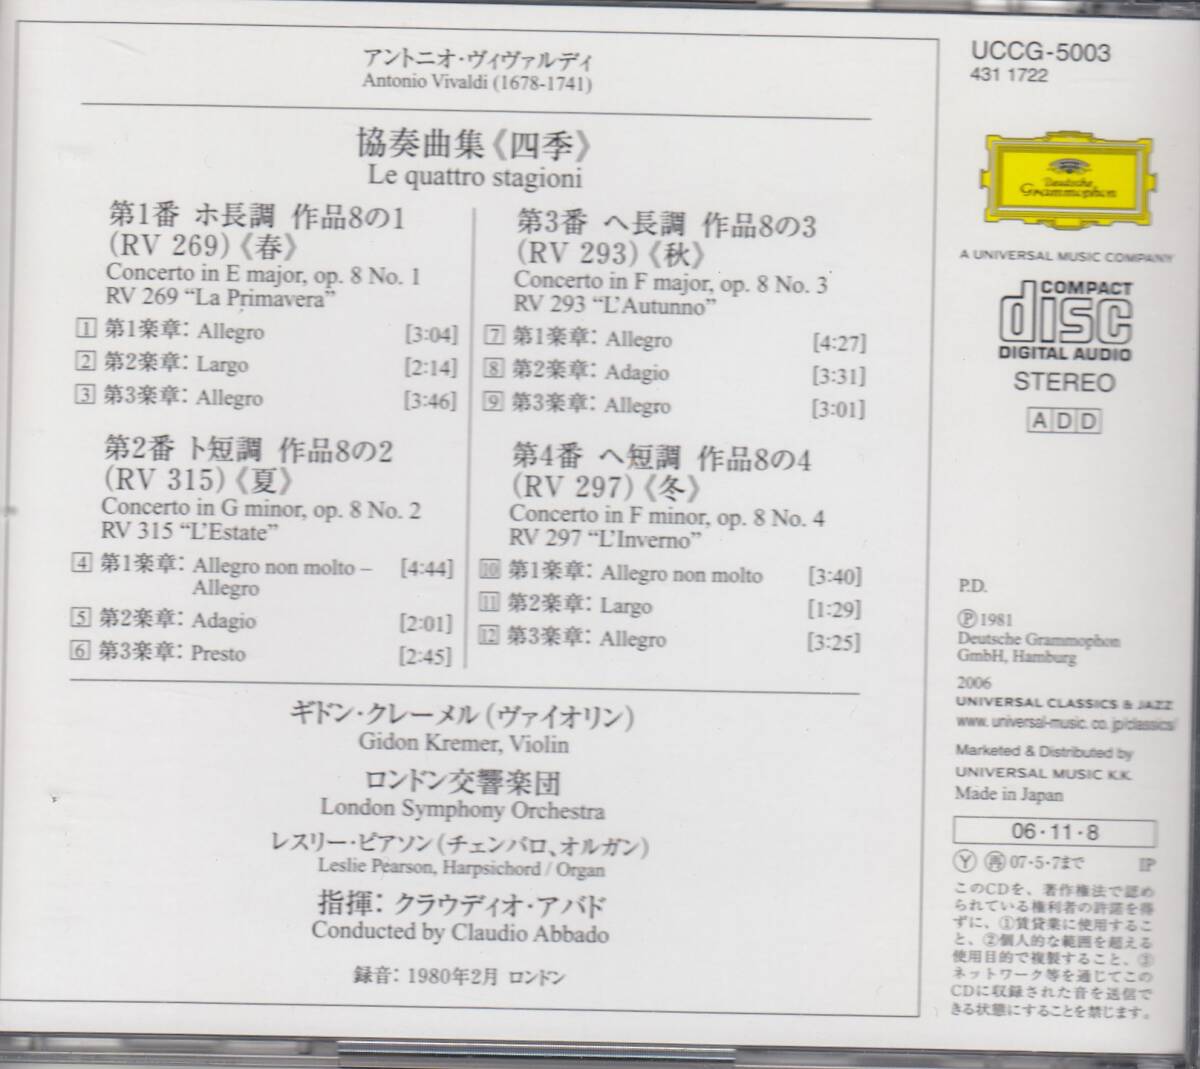 アントニオ・ヴィヴァルディ
Antonio Vivaldi (1678-1741)
協奏曲集《四季》
Le quattro stagioni
第1番 ホ長調 作品8の1
(RV 269)《春》
Concerto in E major, op. 8 No. 1
RV 269 “La Primavera”
1 第1楽章: Allegro [3:04]
2 第2楽章: Largo [2:14]
3 第3楽章: Allegro [3:46]
第2番 ト短調 作品8の2
(RV 315)《夏》
Concerto in G minor, op. 8 No. 2
RV 315 “L'Estate”
4 第1楽章: Allegro non molto – [4:44]
Allegro
5 第2楽章: Adagio [2:01]
6 第3楽章: Presto [2:45]
第3番 ヘ長調 作品8の3
(RV 293)《秋》
Concerto in F major, op. 8 No. 3
RV 293 “L'Autunno”
7 第1楽章: Allegro [4:27]
8 第2楽章: Adagio [3:31]
9 第3楽章: Allegro [3:01]
第4番 ヘ短調 作品8の4
(RV 297)《冬》
Concerto in F minor, op. 8 No. 4
RV 297 “L'Inverno”
10 第1楽章: Allegro non molto [3:40]
11 第2楽章: Largo [1:29]
12 第3楽章: Allegro [3:25]
ギドン・クレーメル(ヴァイオリン)
Gidon Kremer, Violin
ロンドン交響楽団
London Symphony Orchestra
レスリー・ピアソン(チェンバロ、オルガン)
Leslie Pearson, Harpsichord / Organ
指揮: クラウディオ・アバド
Conducted by Claudio Abbado
録音: 1980年2月 ロンドン
UCCG-5003
431 1722
Deutsche
Grammophon
A UNIVERSAL MUSIC COMPANY
COMPACT
disc
DIGITAL AUDIO
STEREO
ADD
P.D.
Ⓟ1981
Deutsche Grammophon
GmbH, Hamburg
2006
UNIVERSAL CLASSICS & JAZZ
www. universal-music. co. jp/classics/
Marketed & Distributed by
UNIVERSAL MUSIC K.K.
Made in Japan
06・11・8
Ⓨ 再 07・5・7まで IP
このCDを、著作権法で認め
られている権利者の許諾を得
ずに、①賃貸業に使用するこ
と、②個人的な範囲を超える
使用目的で複製すること、③
ネットワーク等を通じてこの
CDに収録された音を送信で
きる状態にすることを禁じます。